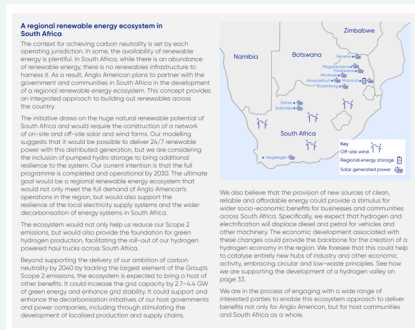 A regional renewable energy ecosystem in
South Africa
The context for achieving carbon neutrality is set by each
operating jurisdiction. In some, the availability of renewable
energy is plentiful. In South Africa, while there is an abundance
of renewable energy, there is no renewables infrastructure to
harness it. As a result, Anglo American plans to partner with the
government and communities in South Africa in the development
of a regional renewable energy ecosystem. This concept provides
an integrated approach to building out renewables across
the country.
The initiative draws on the huge natural renewable potential of
South Africa and would require the construction of a network
of on-site and off-site solar and wind farms. Our modelling
suggests that it would be possible to deliver 24/7 renewable
power with this distributed generation, but we are considering
the inclusion of pumped hydro storage to bring additional
resilience to the system. Our current intention is that the full
programme is completed and operational by 2030. The ultimate
goal would be a regional renewable energy ecosystem that
would not only meet the full demand of Anglo American's
operations in the region, but would also support the
resilience of the local electricity supply systems and the wider
decarbonisation of energy systems in South Africa.
The ecosystem would not only help us reduce our Scope 2
emissions, but would also provide the foundation for green
hydrogen production, facilitating the roll-out of our hydrogen
powered haul trucks across South Africa.
Beyond supporting the delivery of our ambition of carbon
neutrality by 2040 by tackling the largest element of the Group's
Scope 2 emissions, the ecosystem is expected to bring a host of
other benefits. It could increase the grid capacity by 2.7-4.4 GW
of green energy and enhance grid stability. It could support and
enhance the decarbonisation initiatives of our host governments
and power companies, including through stimulating the
development of localised production and supply chains.
Zimbabwe
Namibia
Botswana
Venetia
Mogalakwena
Mototolo
Amandelbult
Rustenburg
Sishen
Kolomela
South Africa
Vergelegen
Key
Off-site wind
Regional energy storage
Solar generated power
We also believe that the provision of new sources of clean,
reliable and affordable energy could provide a stimulus for
wider socio-economic benefits for businesses and communities
across South Africa. Specifically, we expect that hydrogen and
electrification will displace diesel and petrol for vehicles and
other machinery. The economic development associated with
these changes could provide the backbone for the creation of a
hydrogen economy in the region. We foresee that this could help
to catalyse entirely new hubs of industry and other economic
activity, embracing circular and low-waste principles. See how
we are supporting the development of a hydrogen valley on
page 33.
We are in the process of engaging with a wide range of
interested parties to enable this ecosystem approach to deliver
benefits not only for Anglo American, but for host communities
and South Africa.